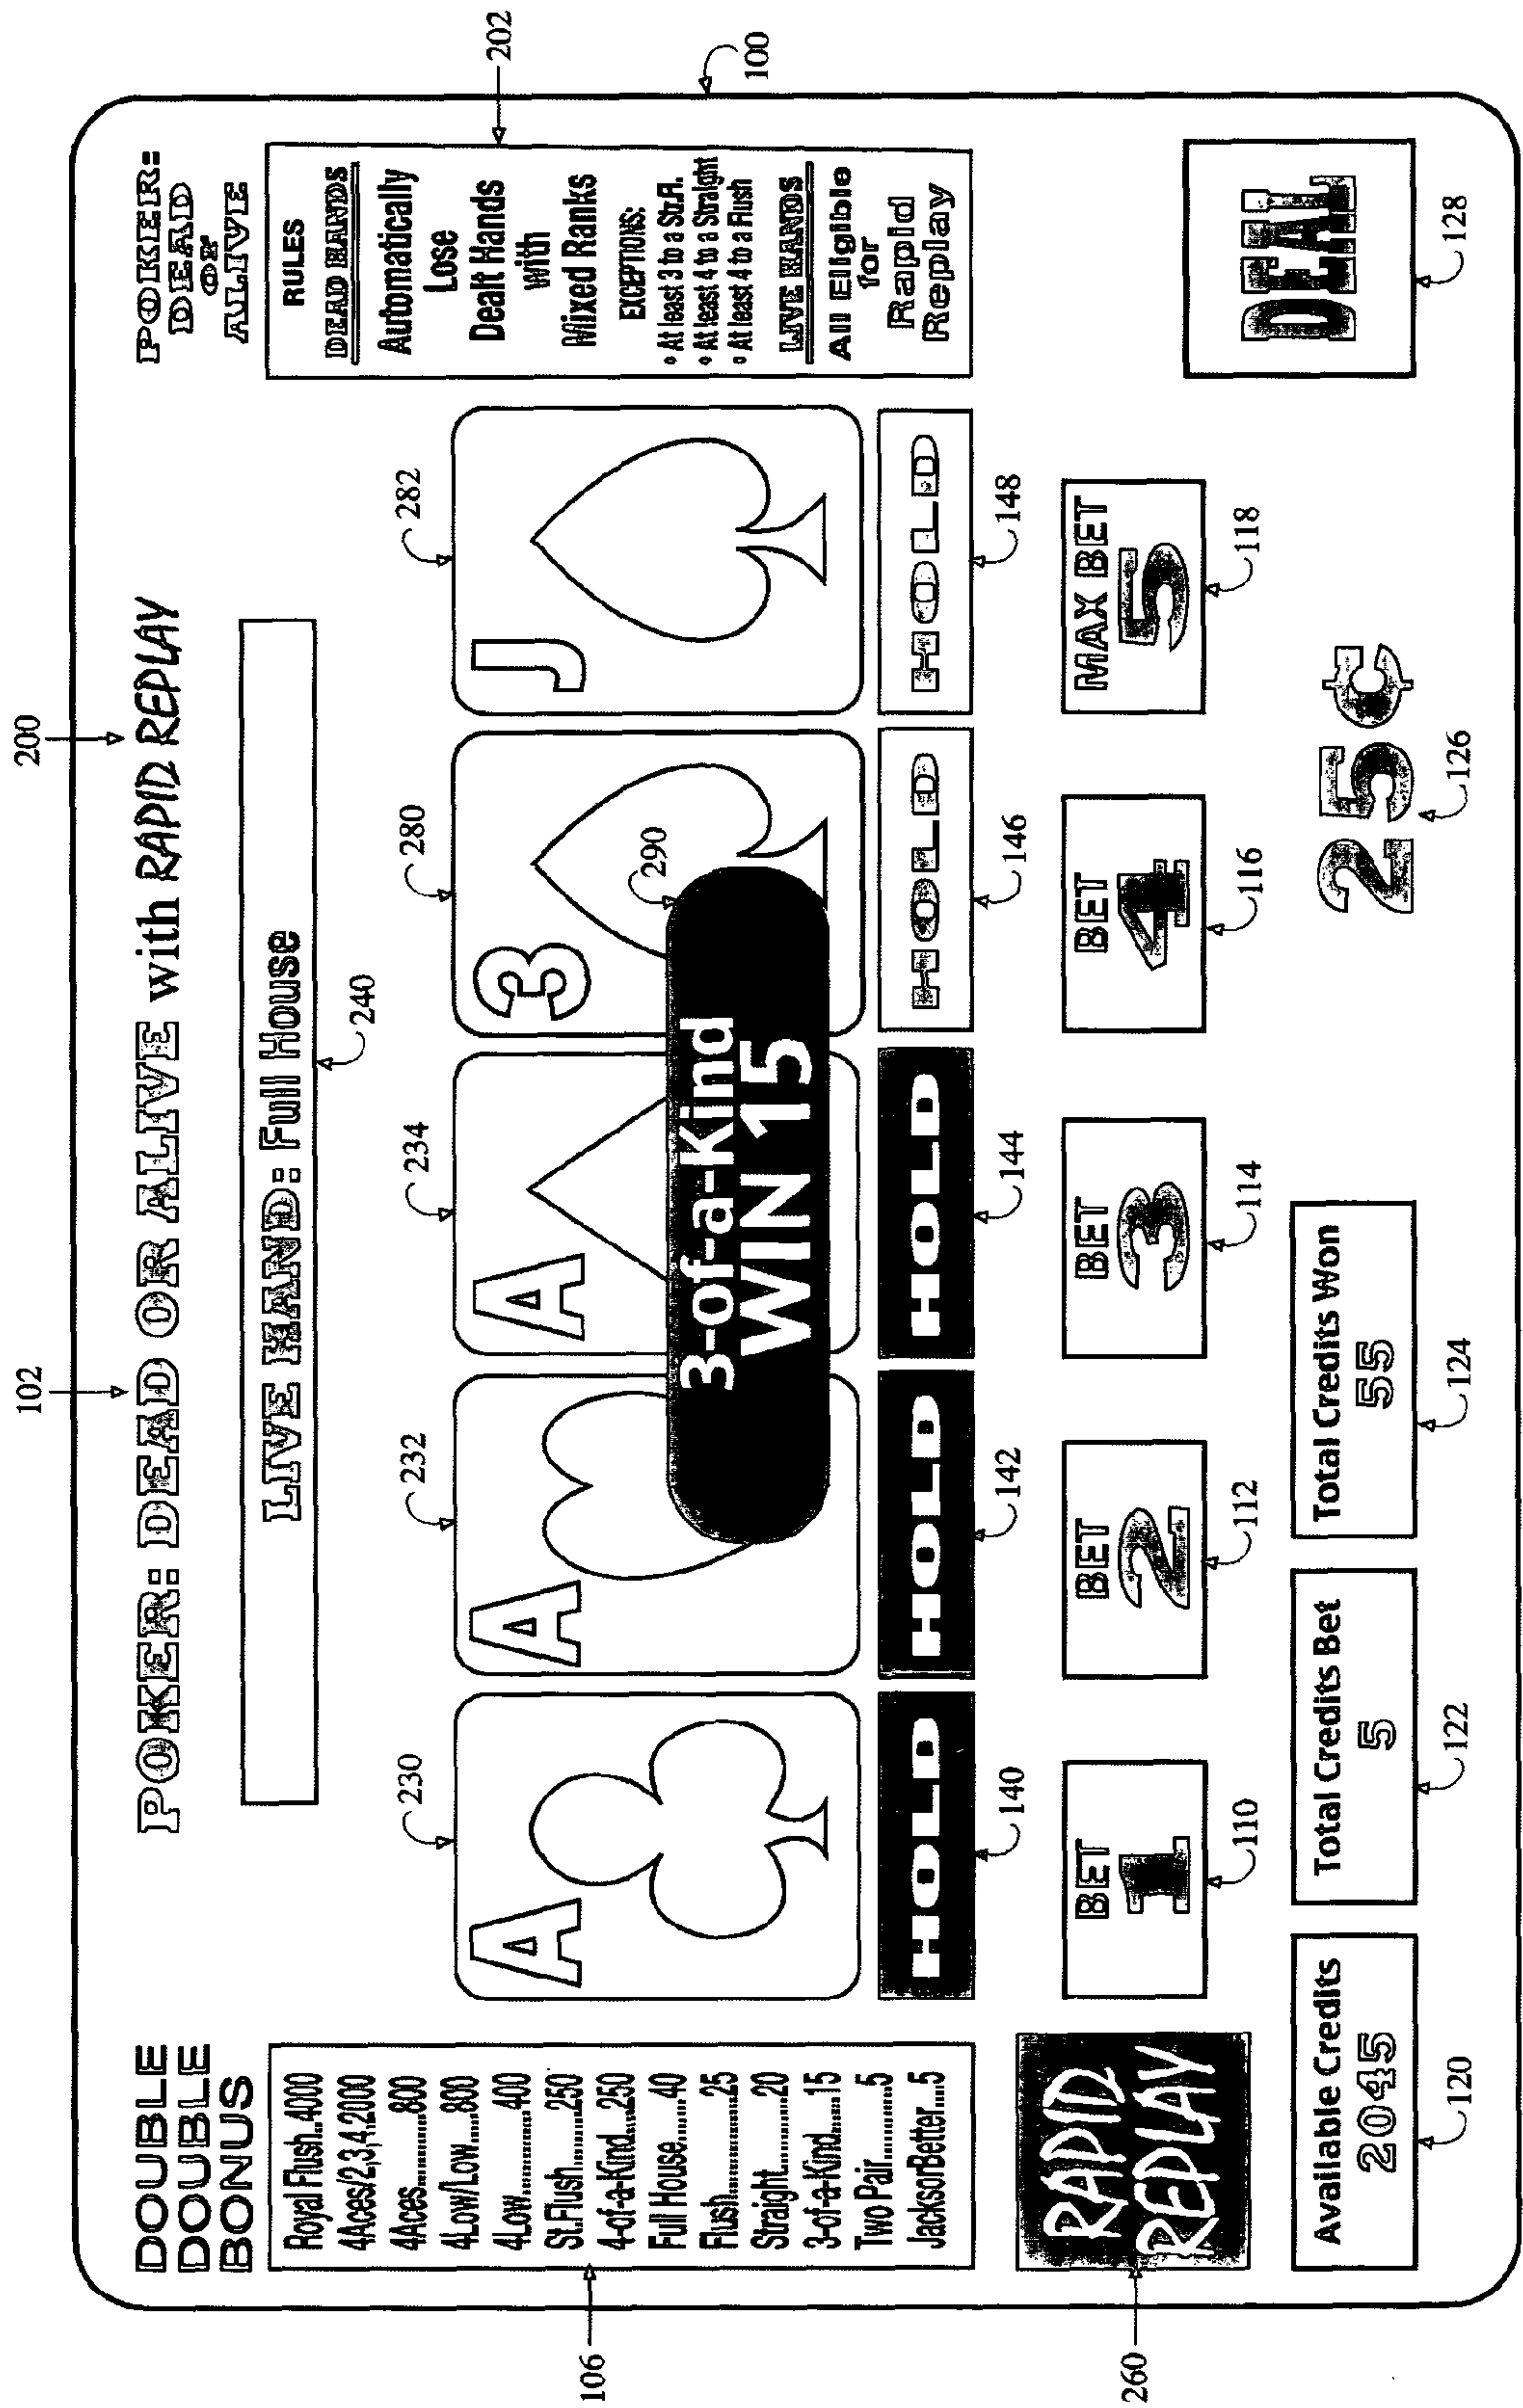 102
200
POKER: DEAD OR ALIVE with RAPID REPLAY
DOUBLE
DOUBLE
BONUS
Royal Flush..4000
4Aces/2,3,4.2000
4Aces............800
4Low/Low.....800
4Low............400
St.Flush........250
4-of-a-Kind...250
Full House.....40
Flush............25
Straight..........20
3-of-a-Kind....15
Two Pair........5
JacksorBetter....5
106
LIVE HAND: Full House
240
230
232
234
280
282
A
A
A
3
J
290
3-of-a-Kind
WIN 15
HOLD
HOLD
HOLD
HOLD
HOLD
140
142
144
146
148
POKER:
DEAD
OR
ALIVE
RULES
DEAD HANDS
Automatically
Lose
Dealt Hands
with
Mixed Ranks
EXCEPTIONS:
• At least 3 to a Str.Fl.
• At least 4 to a Straight
• At least 4 to a Flush
LIVE HANDS
All Eligible
for
Rapid
Replay
202
100
RAPID
REPLAY
260
BET
1
110
BET
2
112
BET
3
114
BET
4
116
MAX BET
5
118
DEAL
128
Available Credits
2045
120
Total Credits Bet
5
122
Total Credits Won
55
124
25¢
126